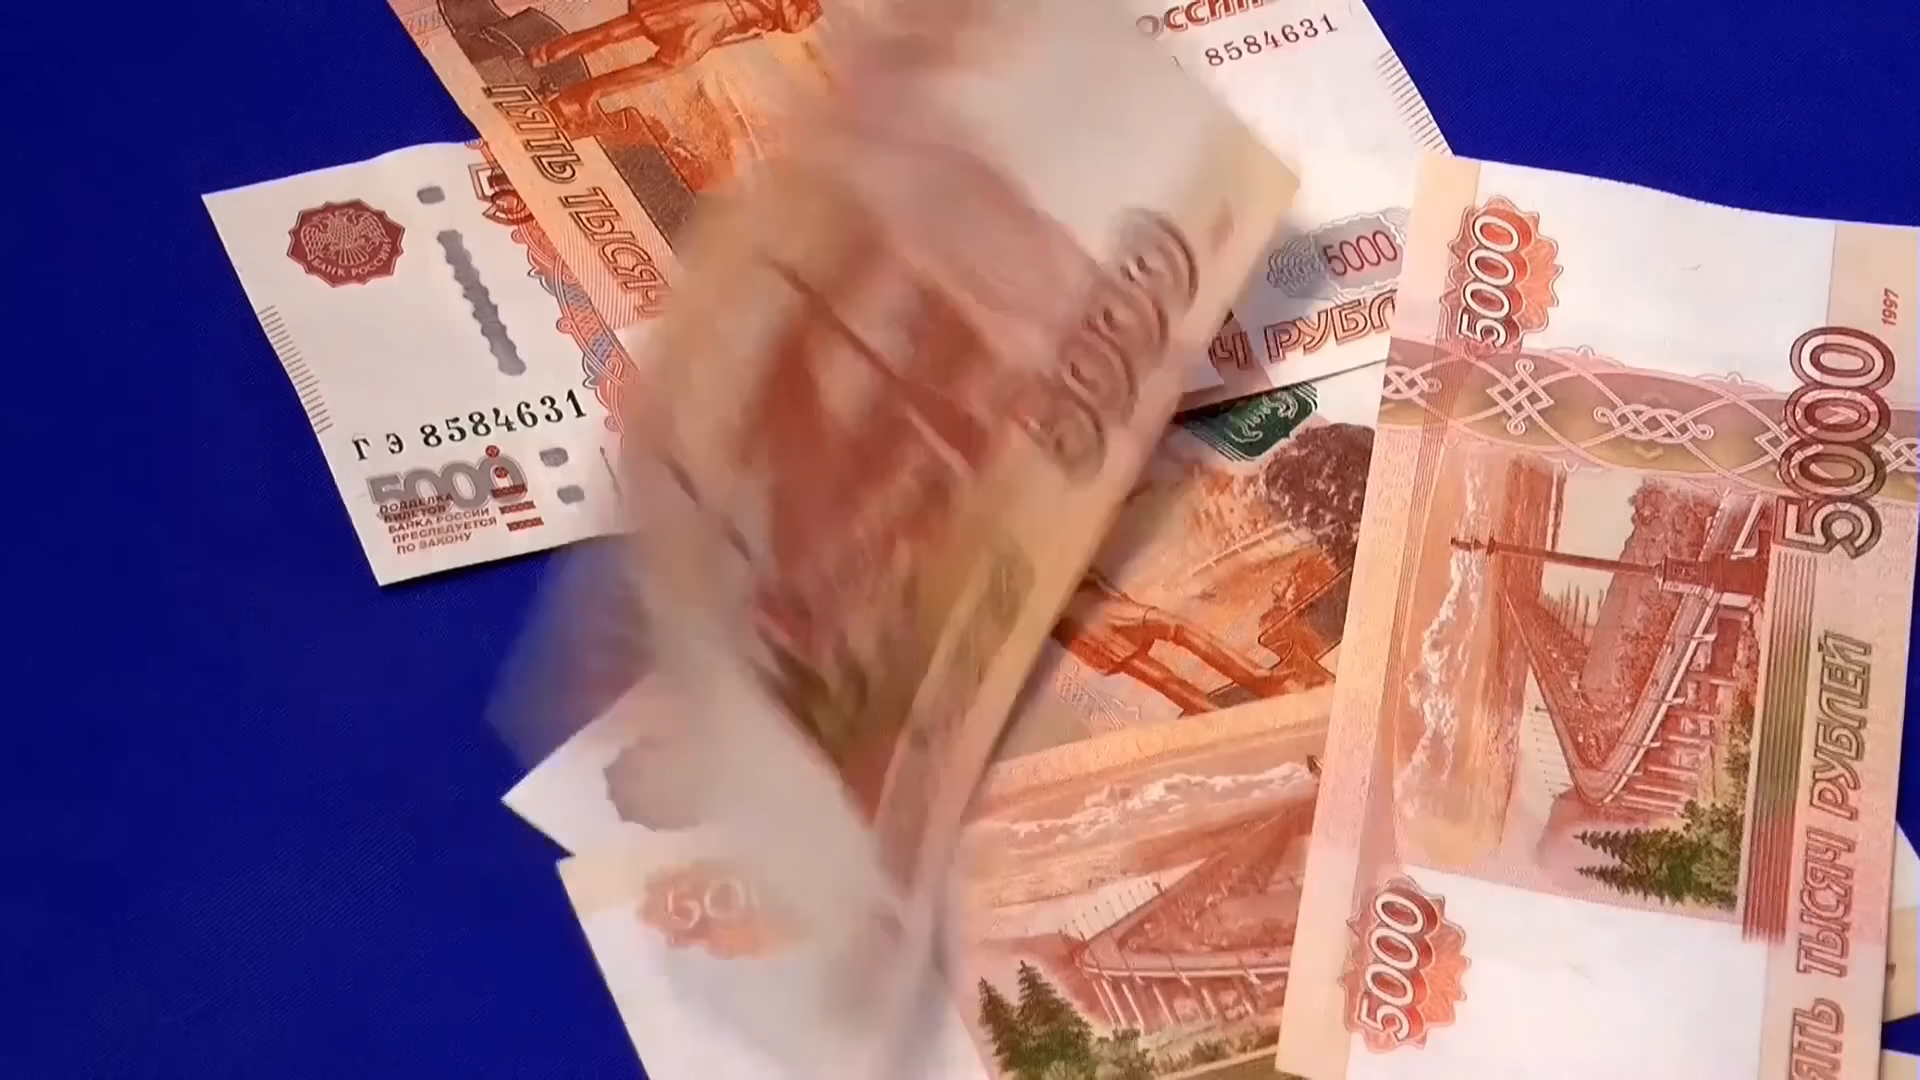 РОССИИ
8584631
ПЯТЬ ТЫСЯЧ
БАНК РОССИИ
5000
Ч РУБЛ
ГЭ 8584631
5000
ПОДДЕЛКА
БИЛЕТОВ
БАНКА РОССИИ
ПРЕСЛЕДУЕТСЯ
ПО ЗАКОНУ
5000
1997
5000
5000
ПЯТЬ ТЫСЯЧ РУБЛЕЙ
5000